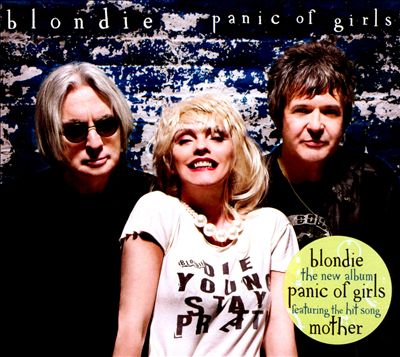 blondie panic of girls
BLONDIE
DIE
YOUNG
STAY
PRETTY
blondie
the new album
panic of girls
featuring the hit song
mother